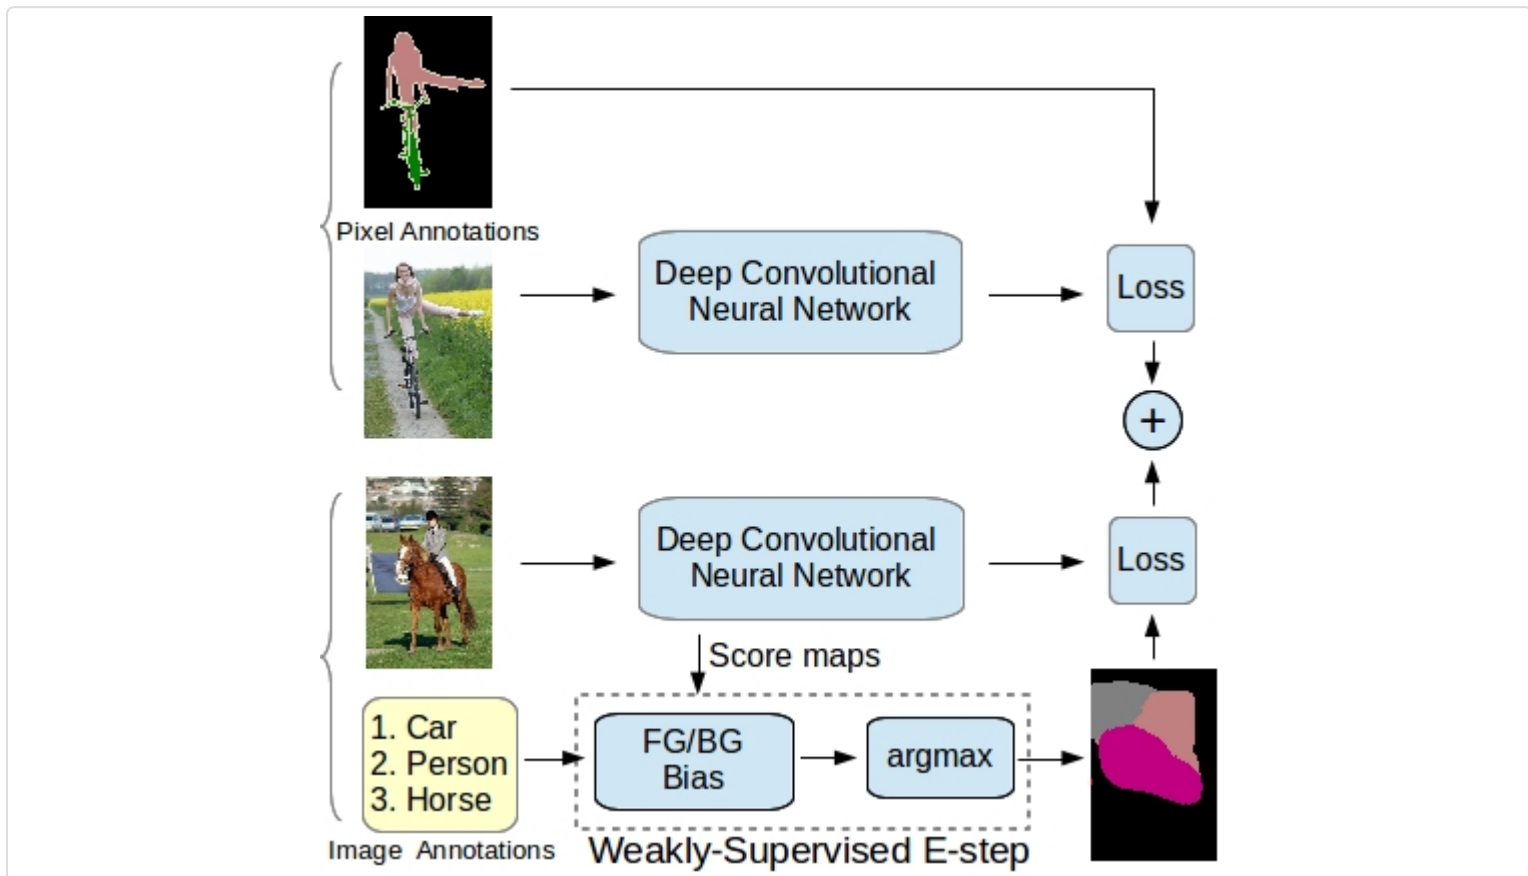 Pixel Annotations
Deep Convolutional
Neural Network
Loss
+
Deep Convolutional
Neural Network
Loss
Score maps
1. Car
2. Person
3. Horse
FG/BG
Bias
argmax
Image Annotations
Weakly-Supervised E-step